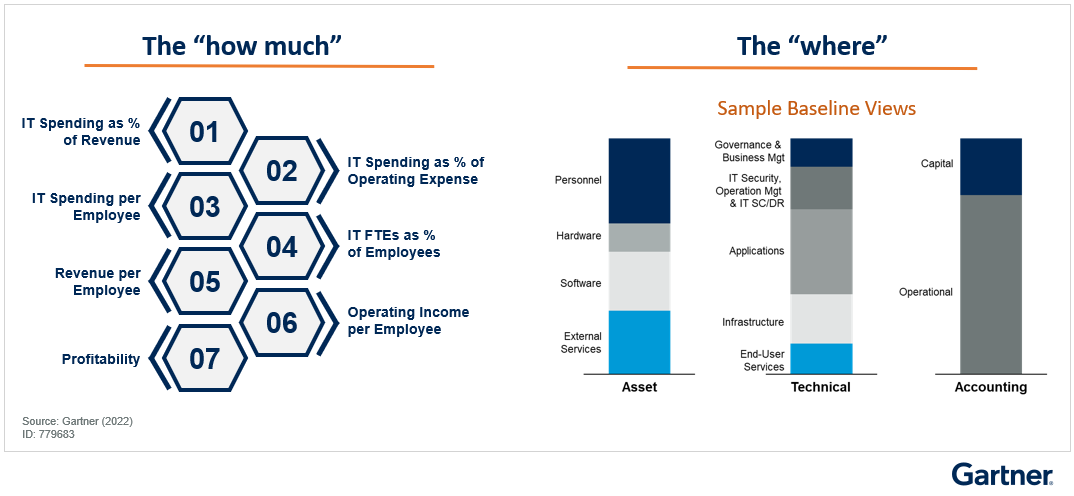 The “how much”
IT Spending as %
of Revenue
01
02
IT Spending as % of
Operating Expense
IT Spending per
Employee
03
04
IT FTEs as %
of Employees
Revenue per
Employee
05
06
Operating Income
per Employee
Profitability
07
The “where”
Sample Baseline Views
Personnel
Hardware
Software
External
Services
Asset
Governance &
Business Mgt
IT Security,
Operation Mgt
& IT SC/DR
Applications
Infrastructure
End-User
Services
Technical
Capital
Operational
Accounting
Source: Gartner (2022)
ID: 779683
Gartner®